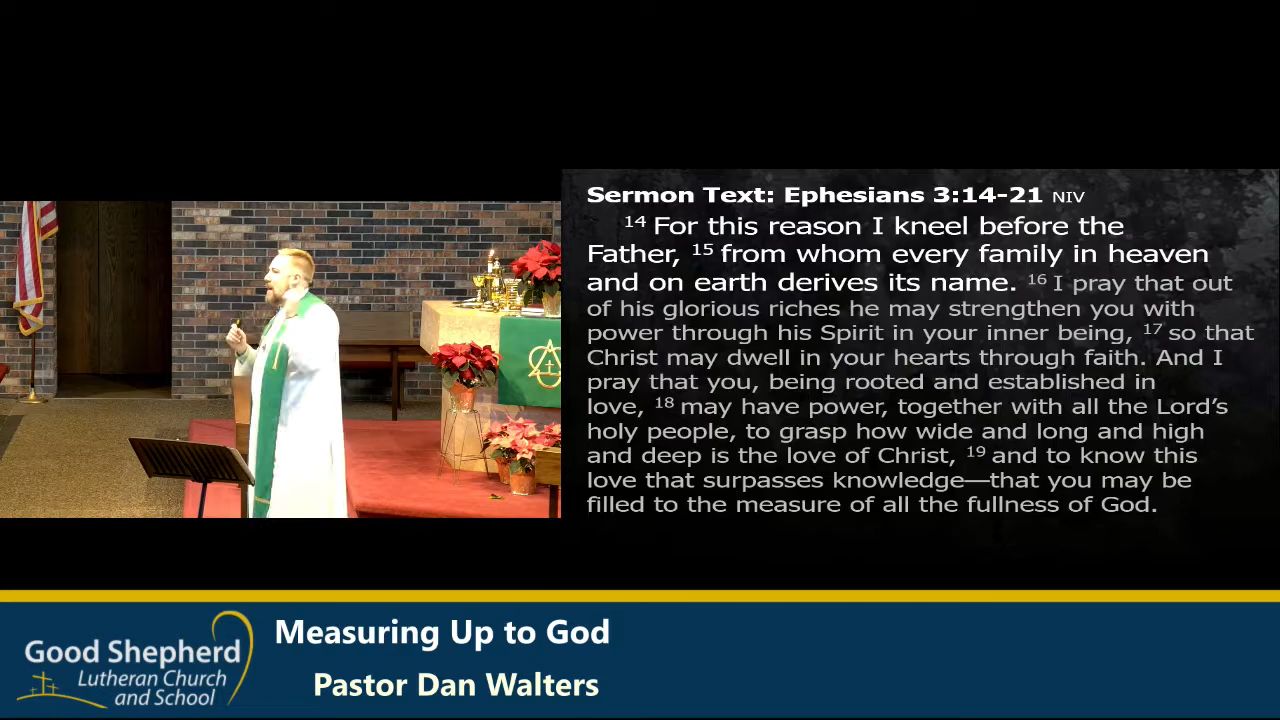 Sermon Text: Ephesians 3:14-21 NIV
14 For this reason I kneel before the
Father, 15 from whom every family in heaven
and on earth derives its name. 16 I pray that out
of his glorious riches he may strengthen you with
power through his Spirit in your inner being, 17 so that
Christ may dwell in your hearts through faith. And I
pray that you, being rooted and established in
love, 18 may have power, together with all the Lord’s
holy people, to grasp how wide and long and high
and deep is the love of Christ, 19 and to know this
love that surpasses knowledge—that you may be
filled to the measure of all the fullness of God.
Good Shepherd
Lutheran Church
and School
Measuring Up to God
Pastor Dan Walters